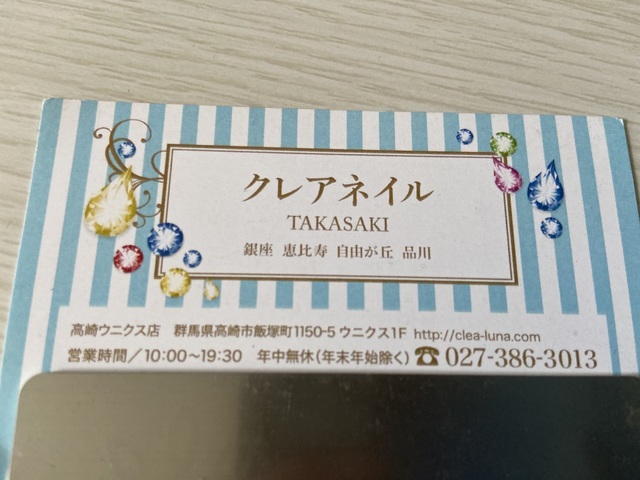 クレアネイル
TAKASAKI
銀座 恵比寿 自由が丘 品川
高崎ウニクス店 群馬県高崎市飯塚町1150-5 ウニクス1F http://clea-luna.com
営業時間／10:00~19:30 年中無休(年末年始除く) ☎ 027-386-3013